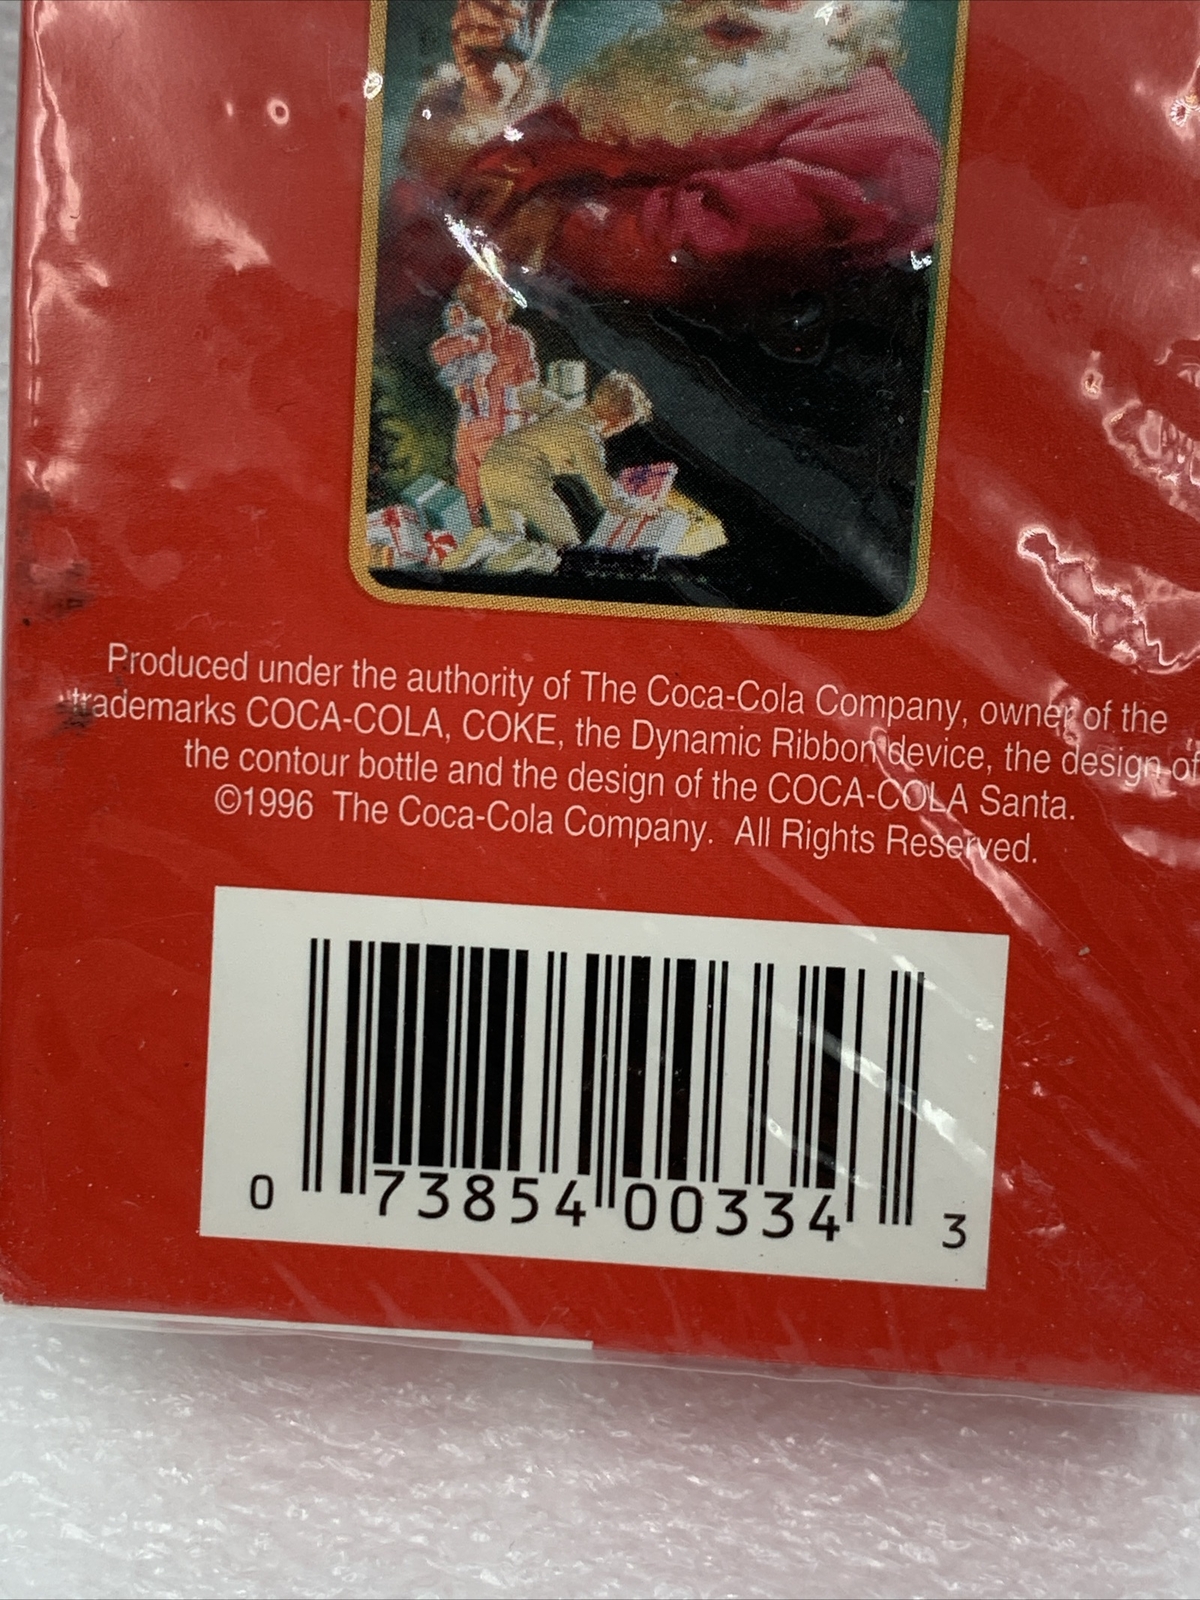 Produced under the authority of The Coca-Cola Company, owner of the
trademarks COCA-COLA, COKE, the Dynamic Ribbon device, the design of
the contour bottle and the design of the COCA-COLA Santa.
©1996 The Coca-Cola Company. All Rights Reserved.
0 73854 00334 3